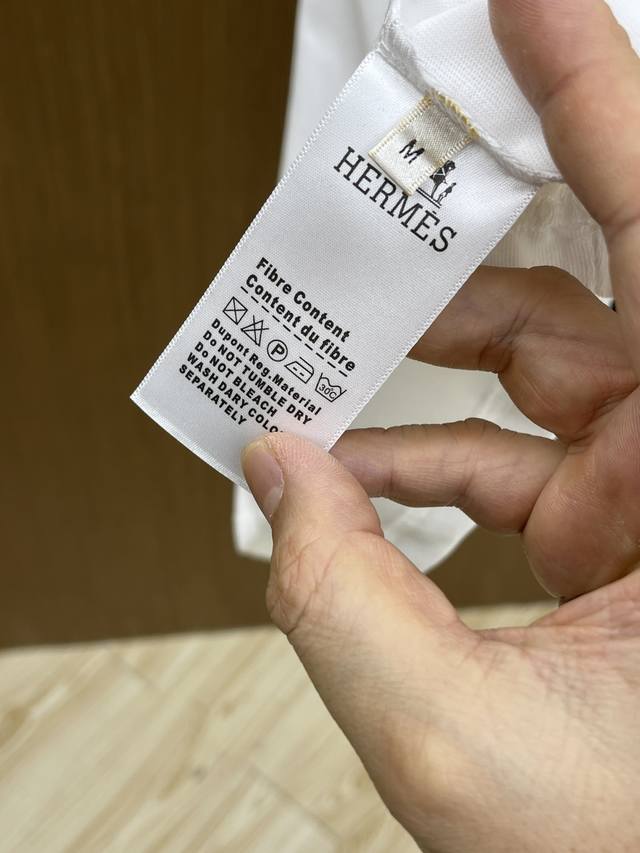 M
HERMÈS
Fibre Content
Content du fibre
P
30C
Dupont Reg.Material
Do NOT TUMBLE DRY
Do NOT BLEACH
WASH DARY
SEPARATELY